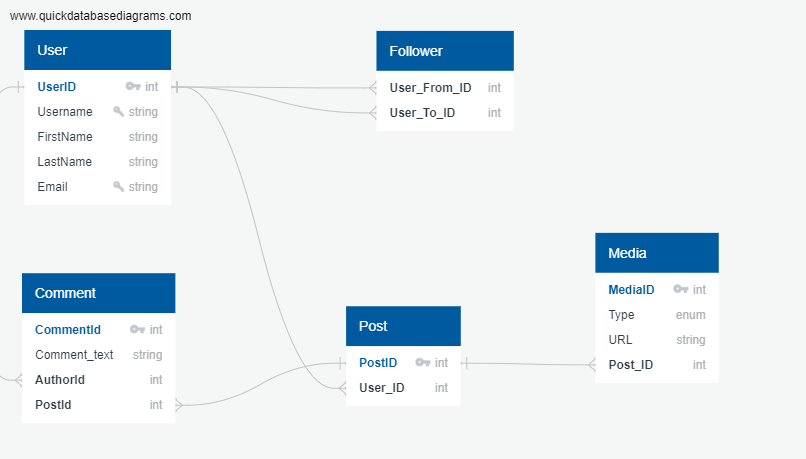 www.quickdatabasediagrams.com
User
UserID int
Username string
FirstName string
LastName string
Email string
Follower
User_From_ID int
User_To_ID int
Comment
CommentId int
Comment_text string
AuthorId int
PostId int
Post
PostID int
User_ID int
Media
MediaID int
Type enum
URL string
Post_ID int